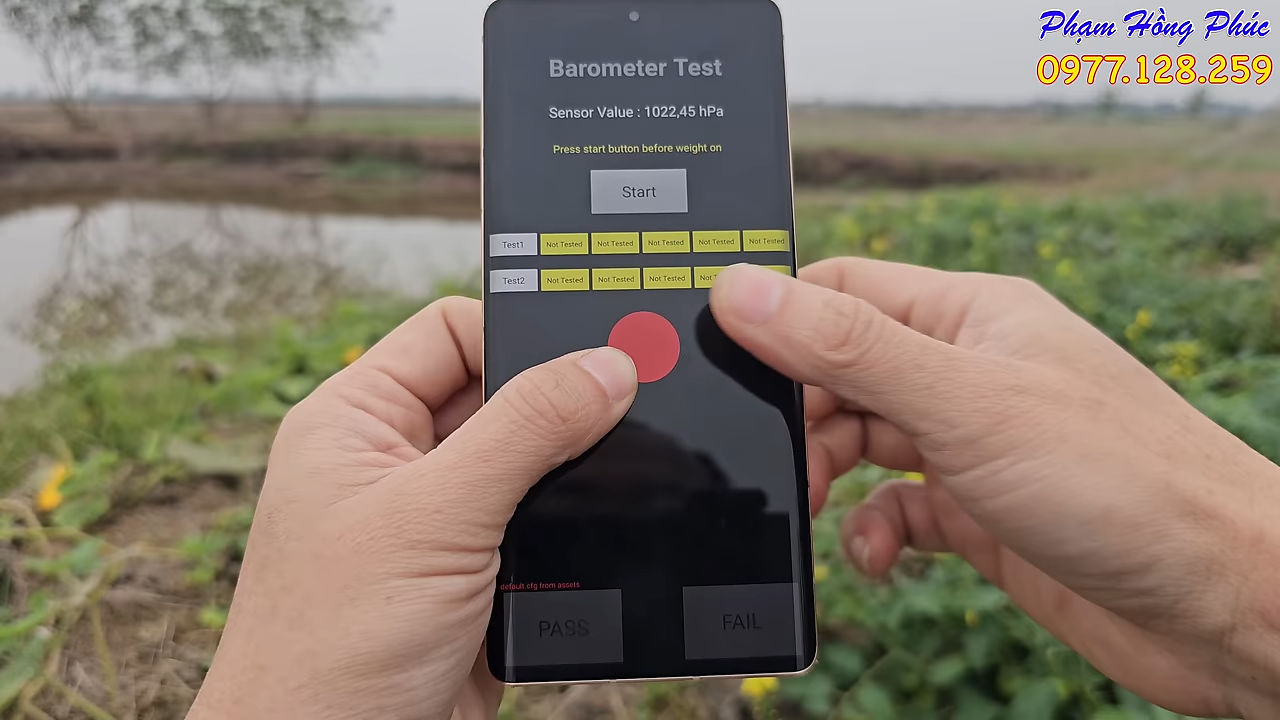 Phạm Hồng Phúc
0977.128.259
Barometer Test
Sensor Value : 1022,45 hPa
Press start button before weight on
Start
Test1 Not Tested Not Tested Not Tested Not Tested Not Tested
Test2 Not Tested Not Tested Not Tested Not
default.cfg from assets
PASS FAIL